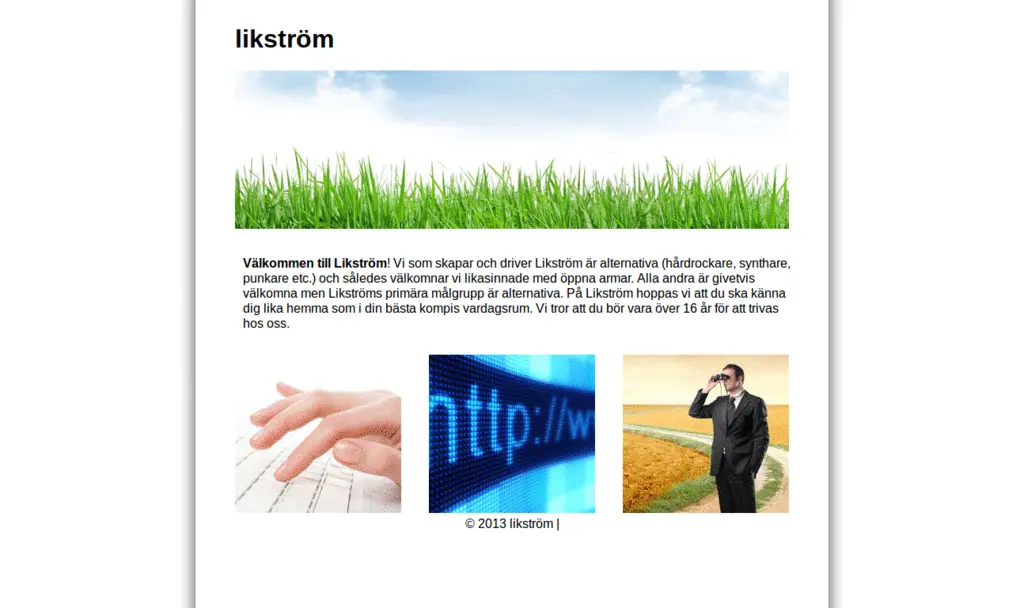 likström
Välkommen till Likström! Vi som skapar och driver Likström är alternativa (hårdrockare, synthare,
punkare etc.) och således välkomnar vi likasinnade med öppna armar. Alla andra är givetvis
välkomna men Likströms primära målgrupp är alternativa. På Likström hoppas vi att du ska känna
dig lika hemma som i din bästa kompis vardagsrum. Vi tror att du bör vara över 16 år för att trivas
hos oss.
http://w
© 2013 likström |